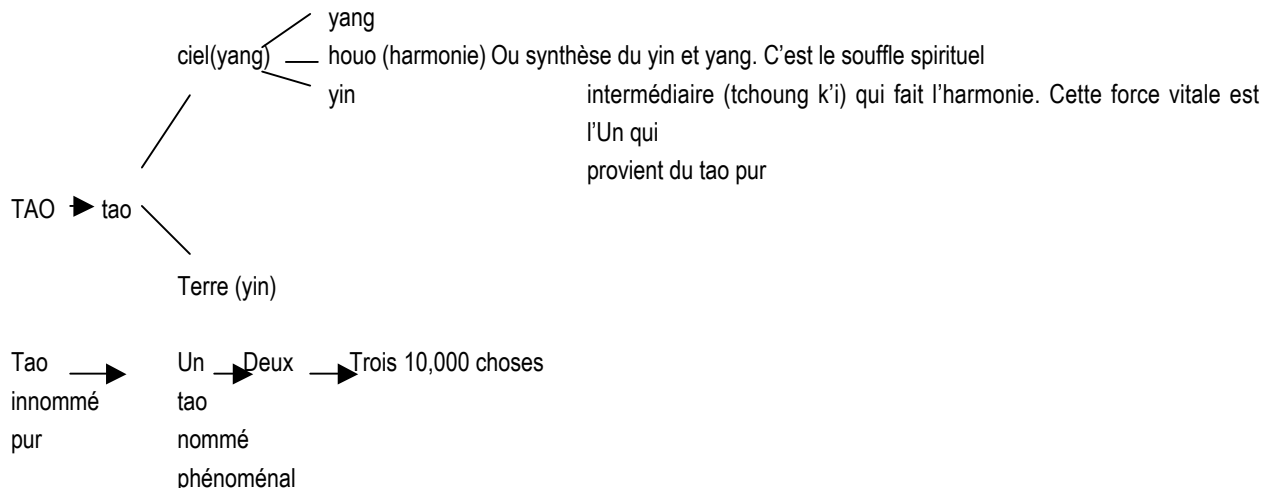 yang
ciel(yang)
houo (harmonie) Ou synthèse du yin et yang. C’est le souffle spirituel
yin
intermédiaire (tchoung k’i) qui fait l’harmonie. Cette force vitale est
l’Un qui
provient du tao pur
TAO tao
Terre (yin)
Tao Un Deux Trois 10,000 choses
innommé tao
pur nommé
phénoménal